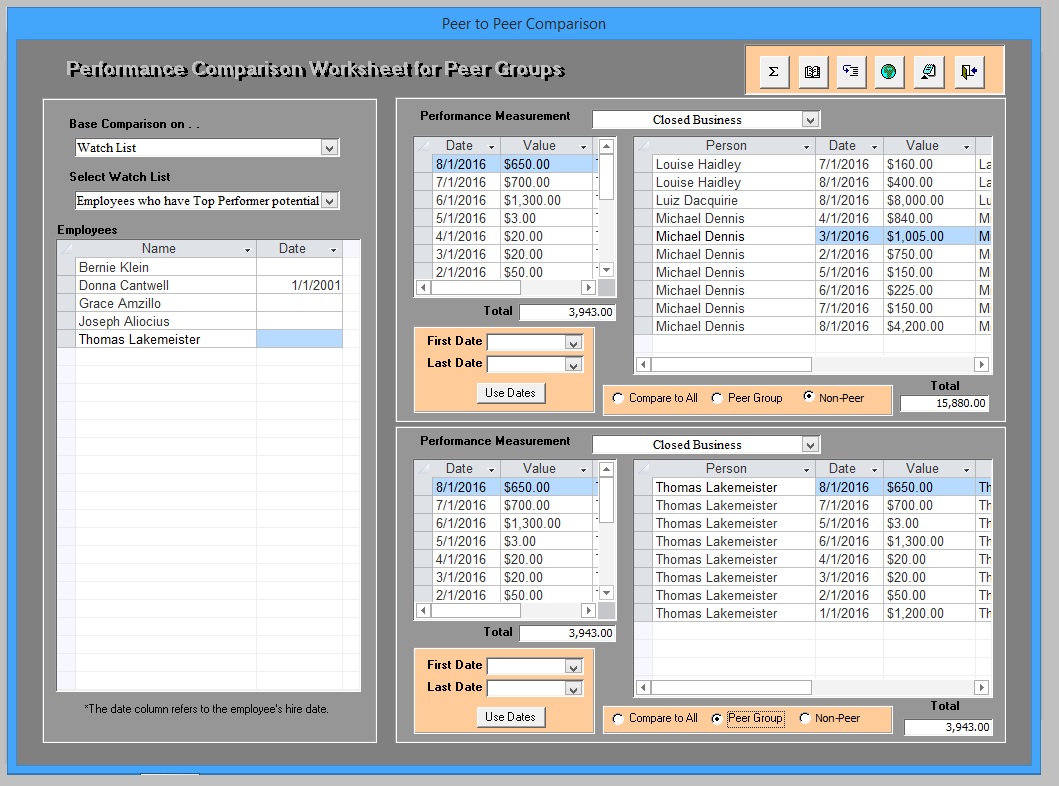 Peer to Peer Comparison
Performance Comparison Worksheet for Peer Groups
Σ
Base Comparison on . .
Watch List
Select Watch List
Employees who have Top Performer potential
Employees
Name Date
Bernie Klein
Donna Cantwell 1/1/2001
Grace Amzillo
Joseph Aliocius
Thomas Lakemeister
*The date column refers to the employee's hire date.
Performance Measurement Closed Business
Date Value
8/1/2016 $650.00
7/1/2016 $700.00
6/1/2016 $1,300.00
5/1/2016 $3.00
4/1/2016 $20.00
3/1/2016 $20.00
2/1/2016 $50.00
Total 3,943.00
First Date
Last Date
Use Dates
Person Date Value
Louise Haidley 7/1/2016 $160.00 La
Louise Haidley 8/1/2016 $400.00 La
Luiz Dacquirie 8/1/2016 $8,000.00 Lu
Michael Dennis 4/1/2016 $840.00 Mi
Michael Dennis 3/1/2016 $1,005.00 Mi
Michael Dennis 2/1/2016 $750.00 Mi
Michael Dennis 5/1/2016 $150.00 Mi
Michael Dennis 6/1/2016 $225.00 Mi
Michael Dennis 7/1/2016 $150.00 Mi
Michael Dennis 8/1/2016 $4,200.00 Mi
Compare to All Peer Group Non-Peer
Total
15,880.00
Performance Measurement Closed Business
Date Value
8/1/2016 $650.00
7/1/2016 $700.00
6/1/2016 $1,300.00
5/1/2016 $3.00
4/1/2016 $20.00
3/1/2016 $20.00
2/1/2016 $50.00
Total 3,943.00
First Date
Last Date
Use Dates
Person Date Value
Thomas Lakemeister 8/1/2016 $650.00 Th
Thomas Lakemeister 7/1/2016 $700.00 Th
Thomas Lakemeister 5/1/2016 $3.00 Th
Thomas Lakemeister 6/1/2016 $1,300.00 Th
Thomas Lakemeister 4/1/2016 $20.00 Th
Thomas Lakemeister 3/1/2016 $20.00 Th
Thomas Lakemeister 2/1/2016 $50.00 Th
Thomas Lakemeister 1/1/2016 $1,200.00 Th
Compare to All Peer Group Non-Peer
Total
3,943.00